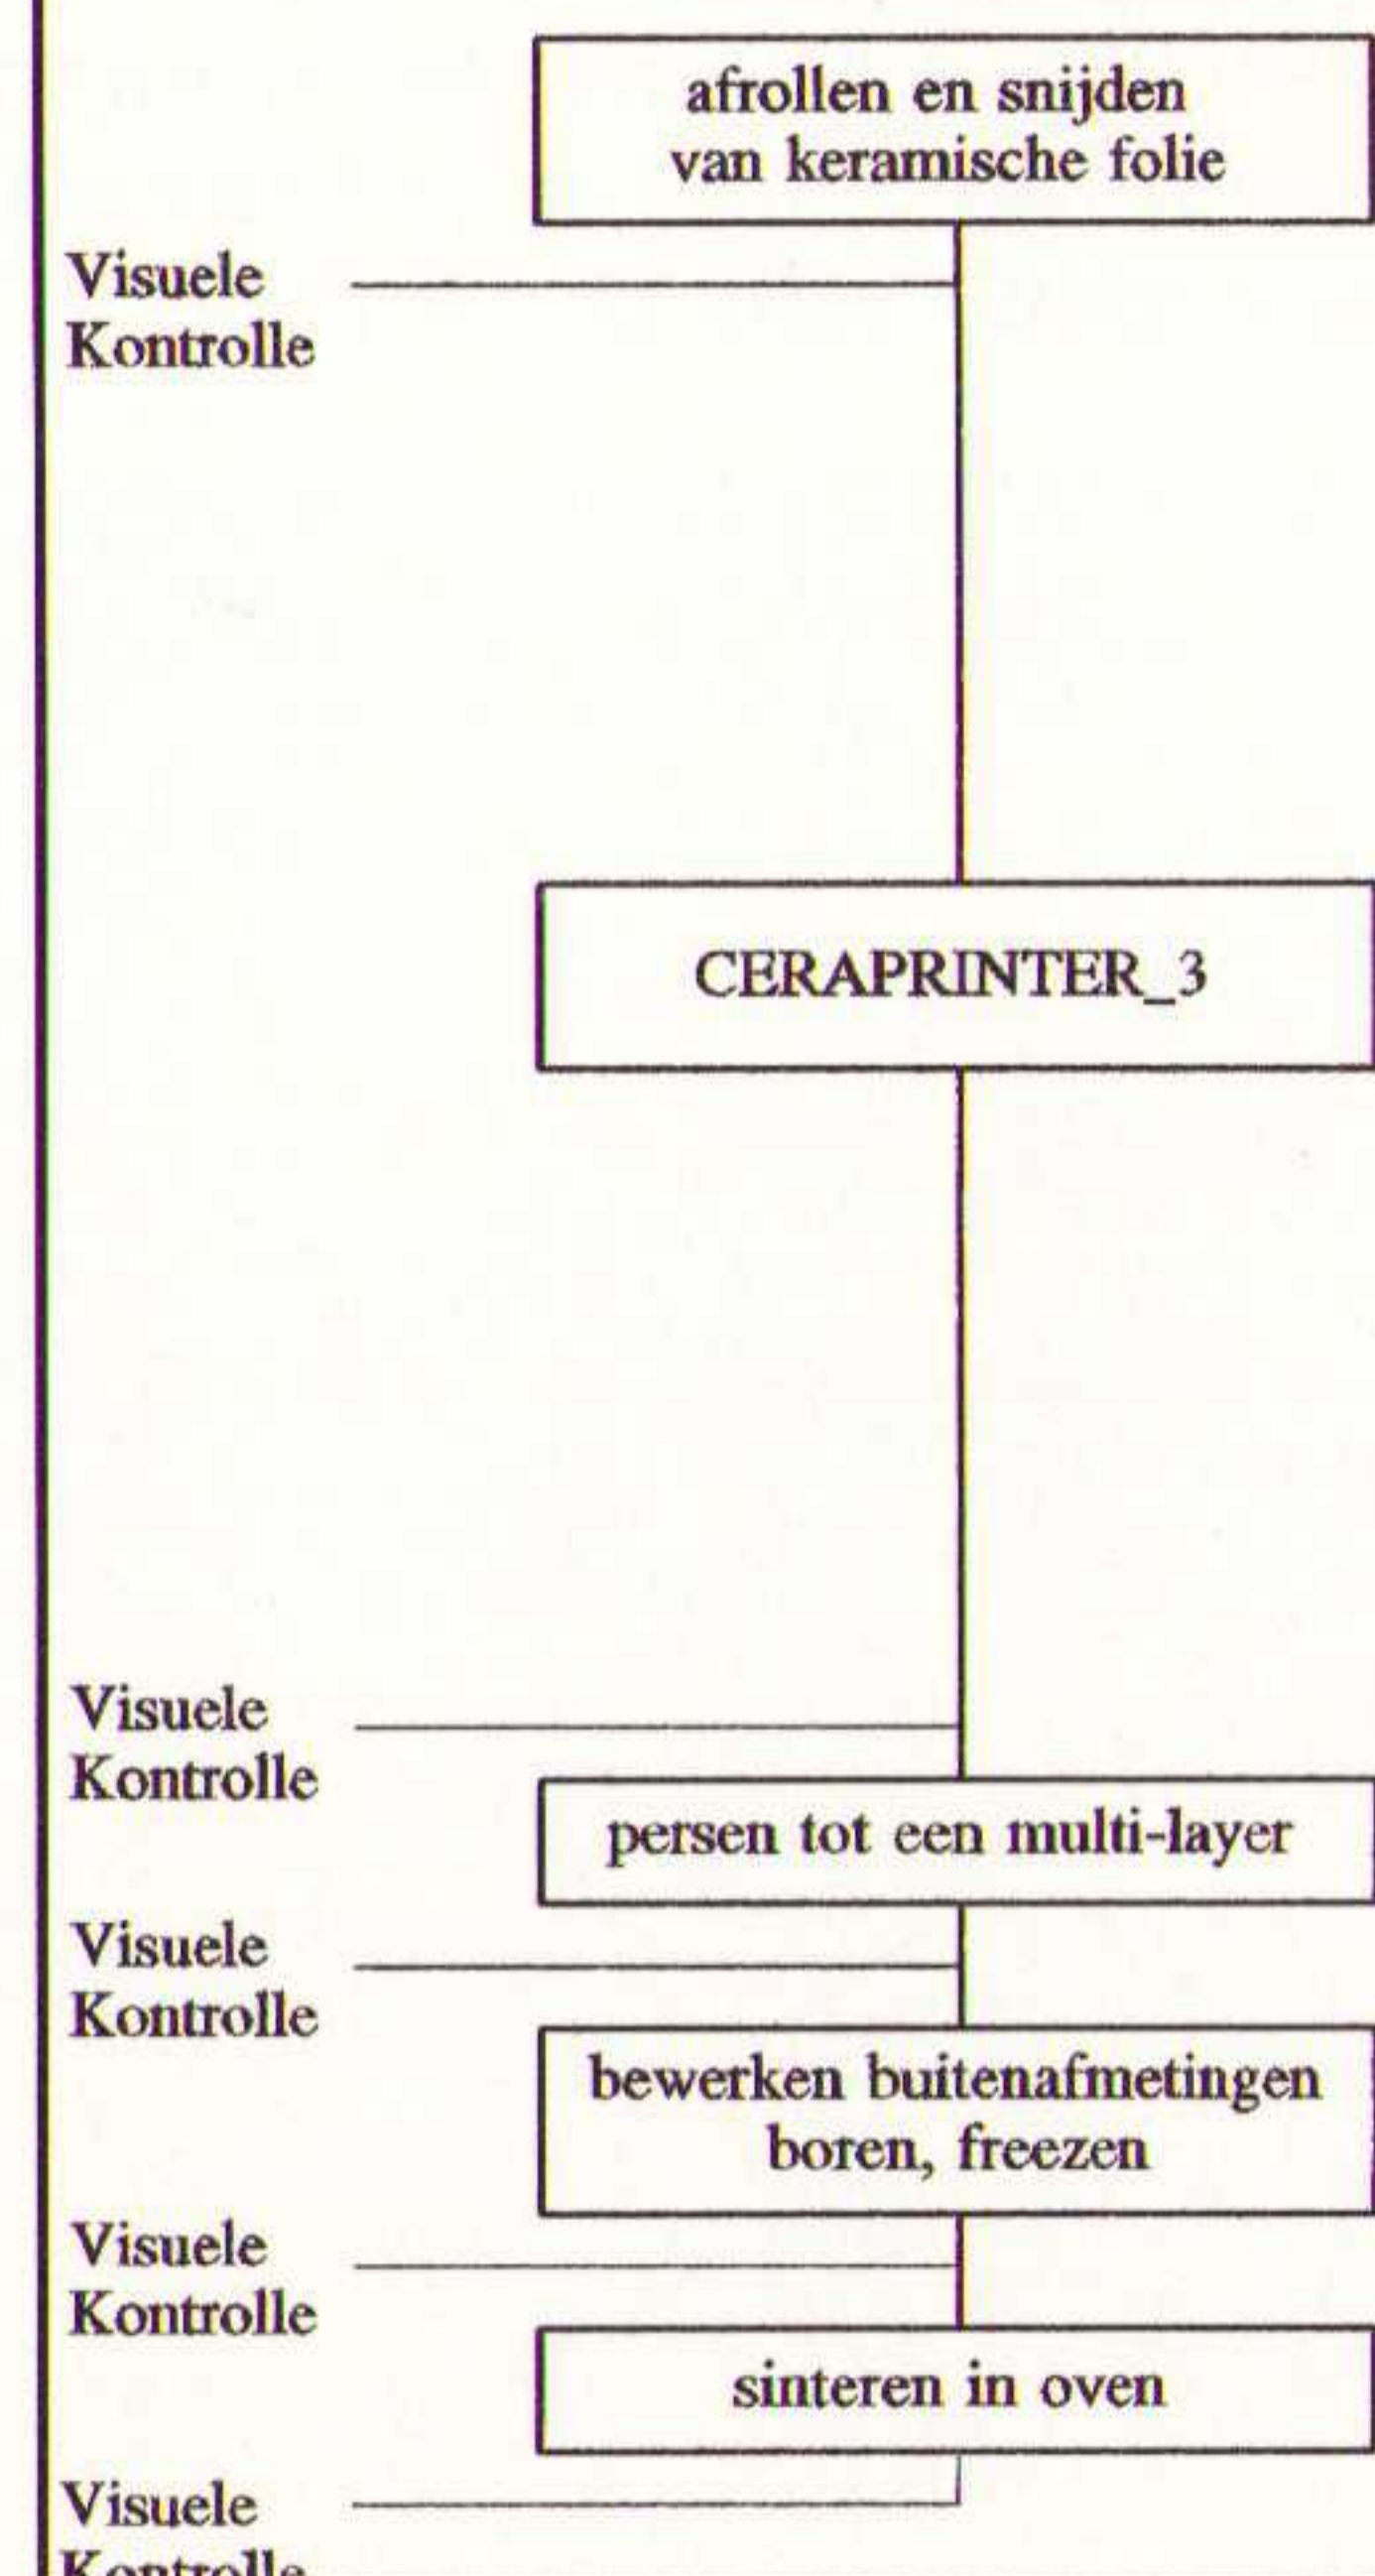 afrollen en snijden
van keramische folie
Visuele
Kontrolle
CERAPRINTER_3
Visuele
Kontrolle
persen tot een multi-layer
Visuele
Kontrolle
bewerken buitenafmetingen
boren, freezen
Visuele
Kontrolle
sinteren in oven
Visuele
Kontrolle